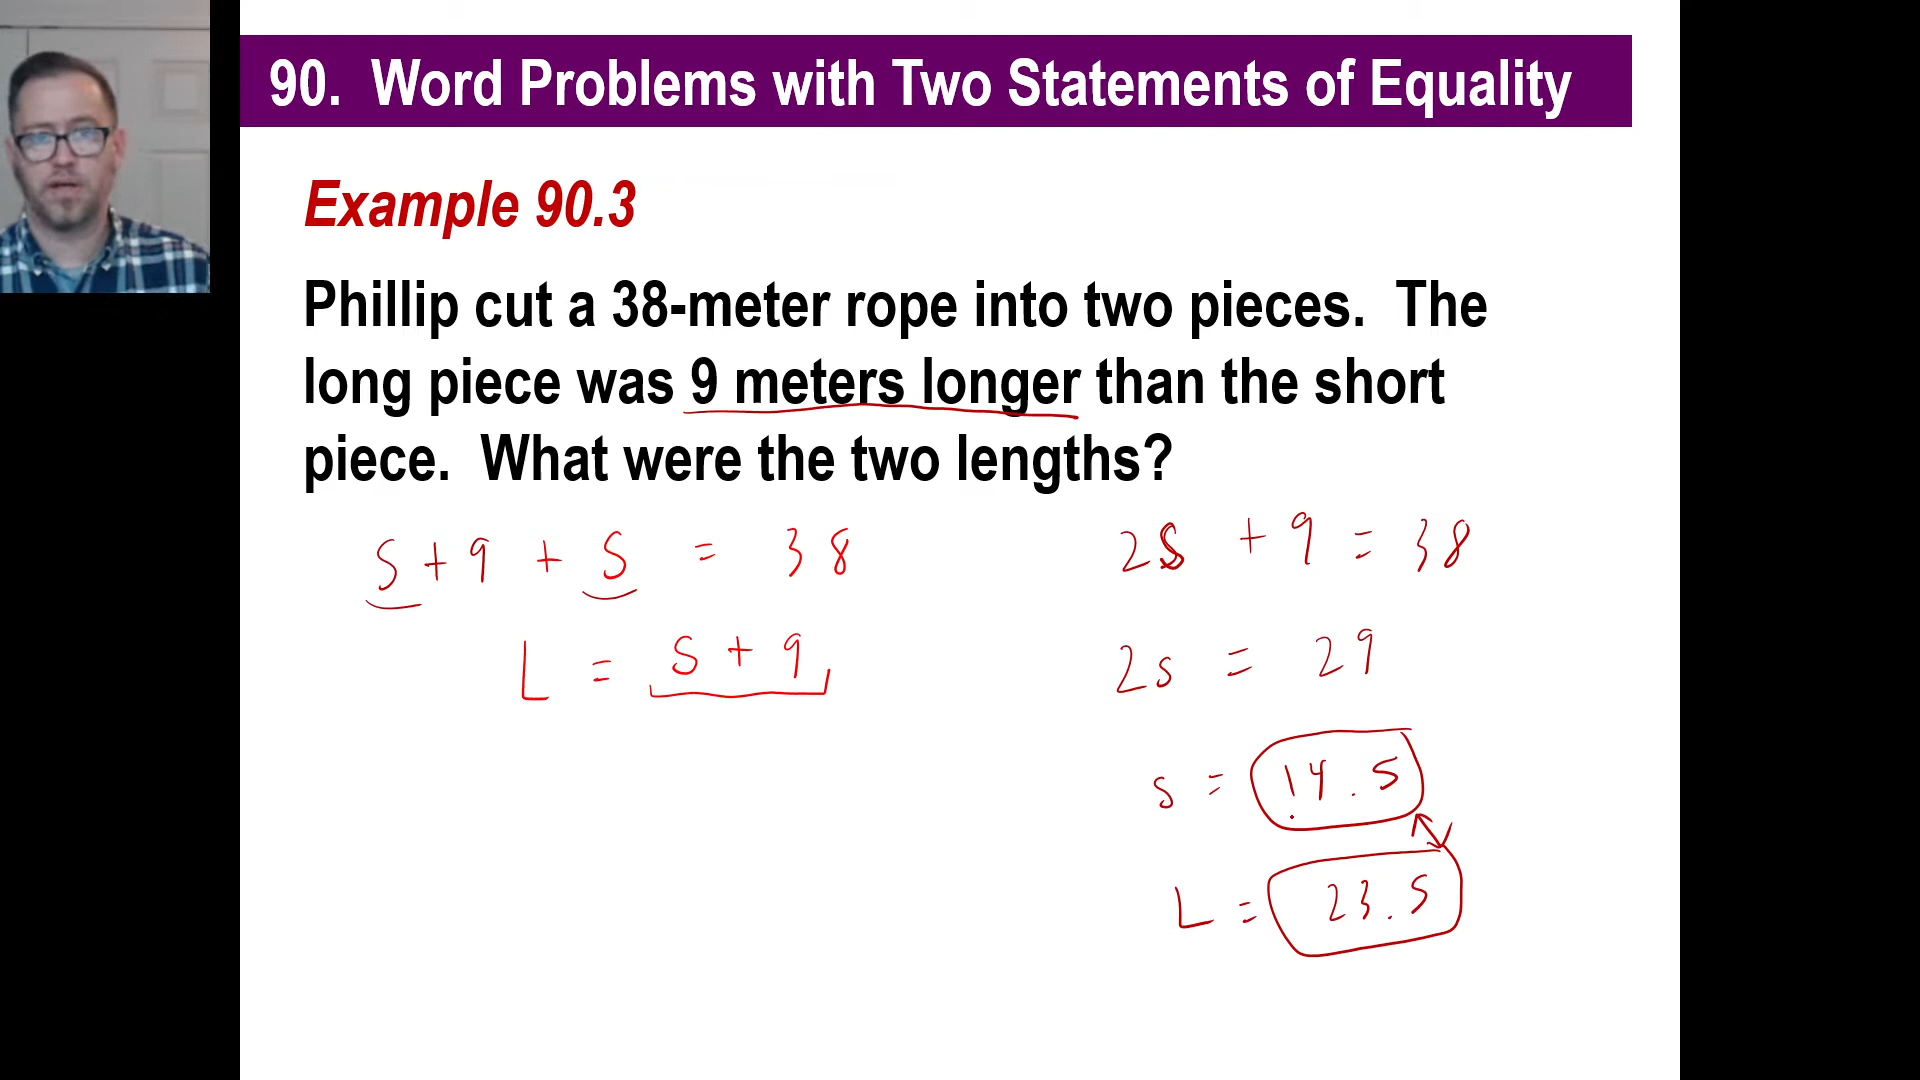 90. Word Problems with Two Statements of Equality
Example 90.3
Phillip cut a 38-meter rope into two pieces. The
long piece was 9 meters longer than the short
piece. What were the two lengths?
S + 9 + S = 38
L = S + 9
2S + 9 = 38
2s = 29
s = 14.5
L = 23.5